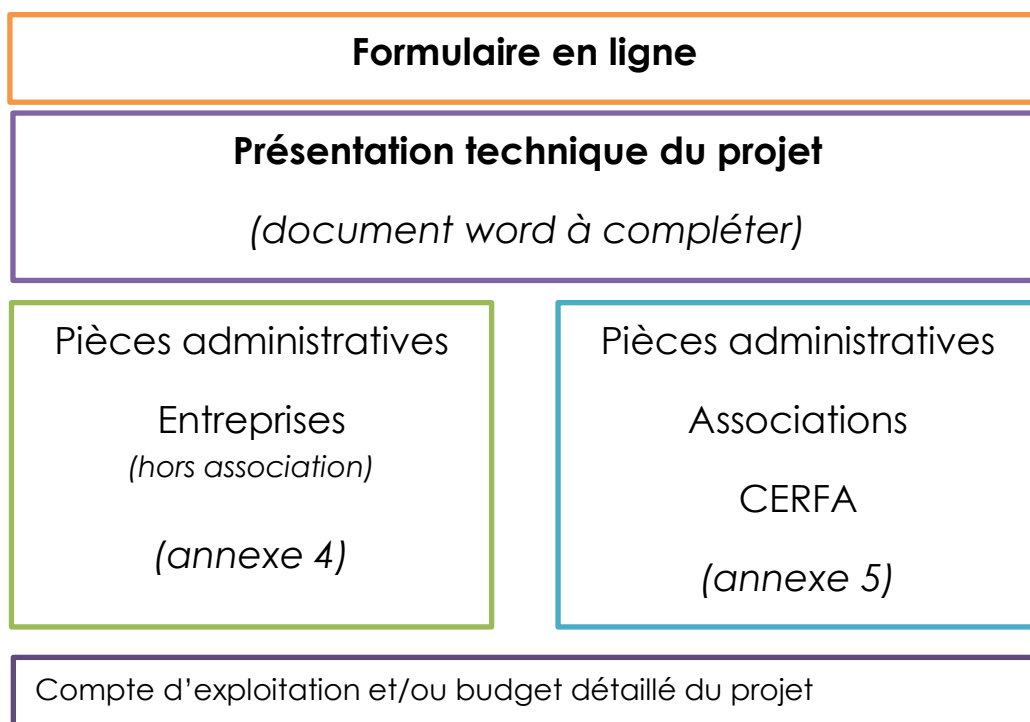 Formulaire en ligne
Présentation technique du projet
(document word à compléter)
Pièces administratives
Entreprises
(hors association)
(annexe 4)
Pièces administratives
Associations
CERFA
(annexe 5)
Compte d’exploitation et/ou budget détaillé du projet